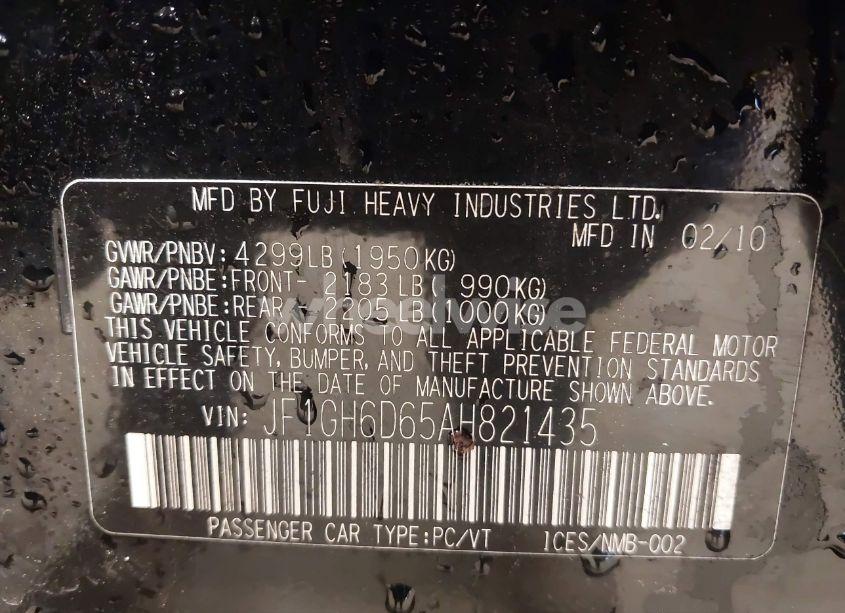 MFD BY FUJI HEAVY INDUSTRIES LTD.
MFD IN 02/10
GVWR/PNBV: 4299LB (1950KG)
GAWR/PNBE:FRONT- 2183LB ( 990KG)
GAWR/PNBE:REAR - 2205LB (1000KG)
THIS VEHICLE CONFORMS TO ALL APPLICABLE FEDERAL MOTOR
VEHICLE SAFETY, BUMPER, AND THEFT PREVENTION STANDARDS
IN EFFECT ON THE DATE OF MANUFACTURE SHOWN ABOVE.
VIN: JF1GH6D65AH821435
PASSENGER CAR TYPE:PC/VT ICES/NMB-002